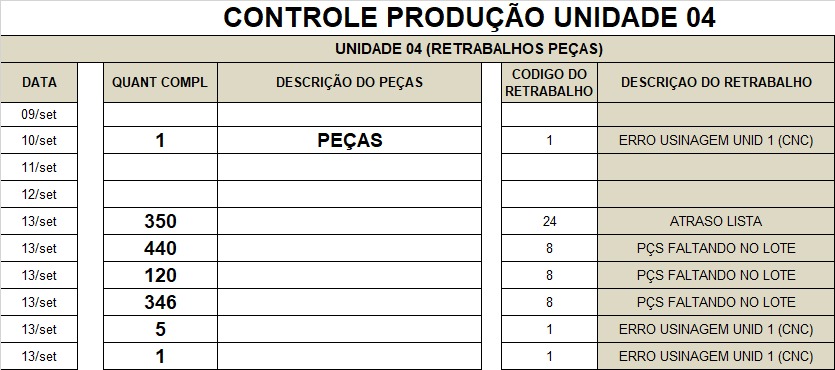 CONTROLE PRODUÇÃO UNIDADE 04
UNIDADE 04 (RETRABALHOS PEÇAS)
DATA QUANT COMPL DESCRIÇÃO DO PEÇAS CODIGO DO RETRABALHO DESCRIÇAO DO RETRABALHO
09/set
10/set 1 PEÇAS 1 ERRO USINAGEM UNID 1 (CNC)
11/set
12/set
13/set 350 24 ATRASO LISTA
13/set 440 8 PÇS FALTANDO NO LOTE
13/set 120 8 PÇS FALTANDO NO LOTE
13/set 346 8 PÇS FALTANDO NO LOTE
13/set 5 1 ERRO USINAGEM UNID 1 (CNC)
13/set 1 1 ERRO USINAGEM UNID 1 (CNC)